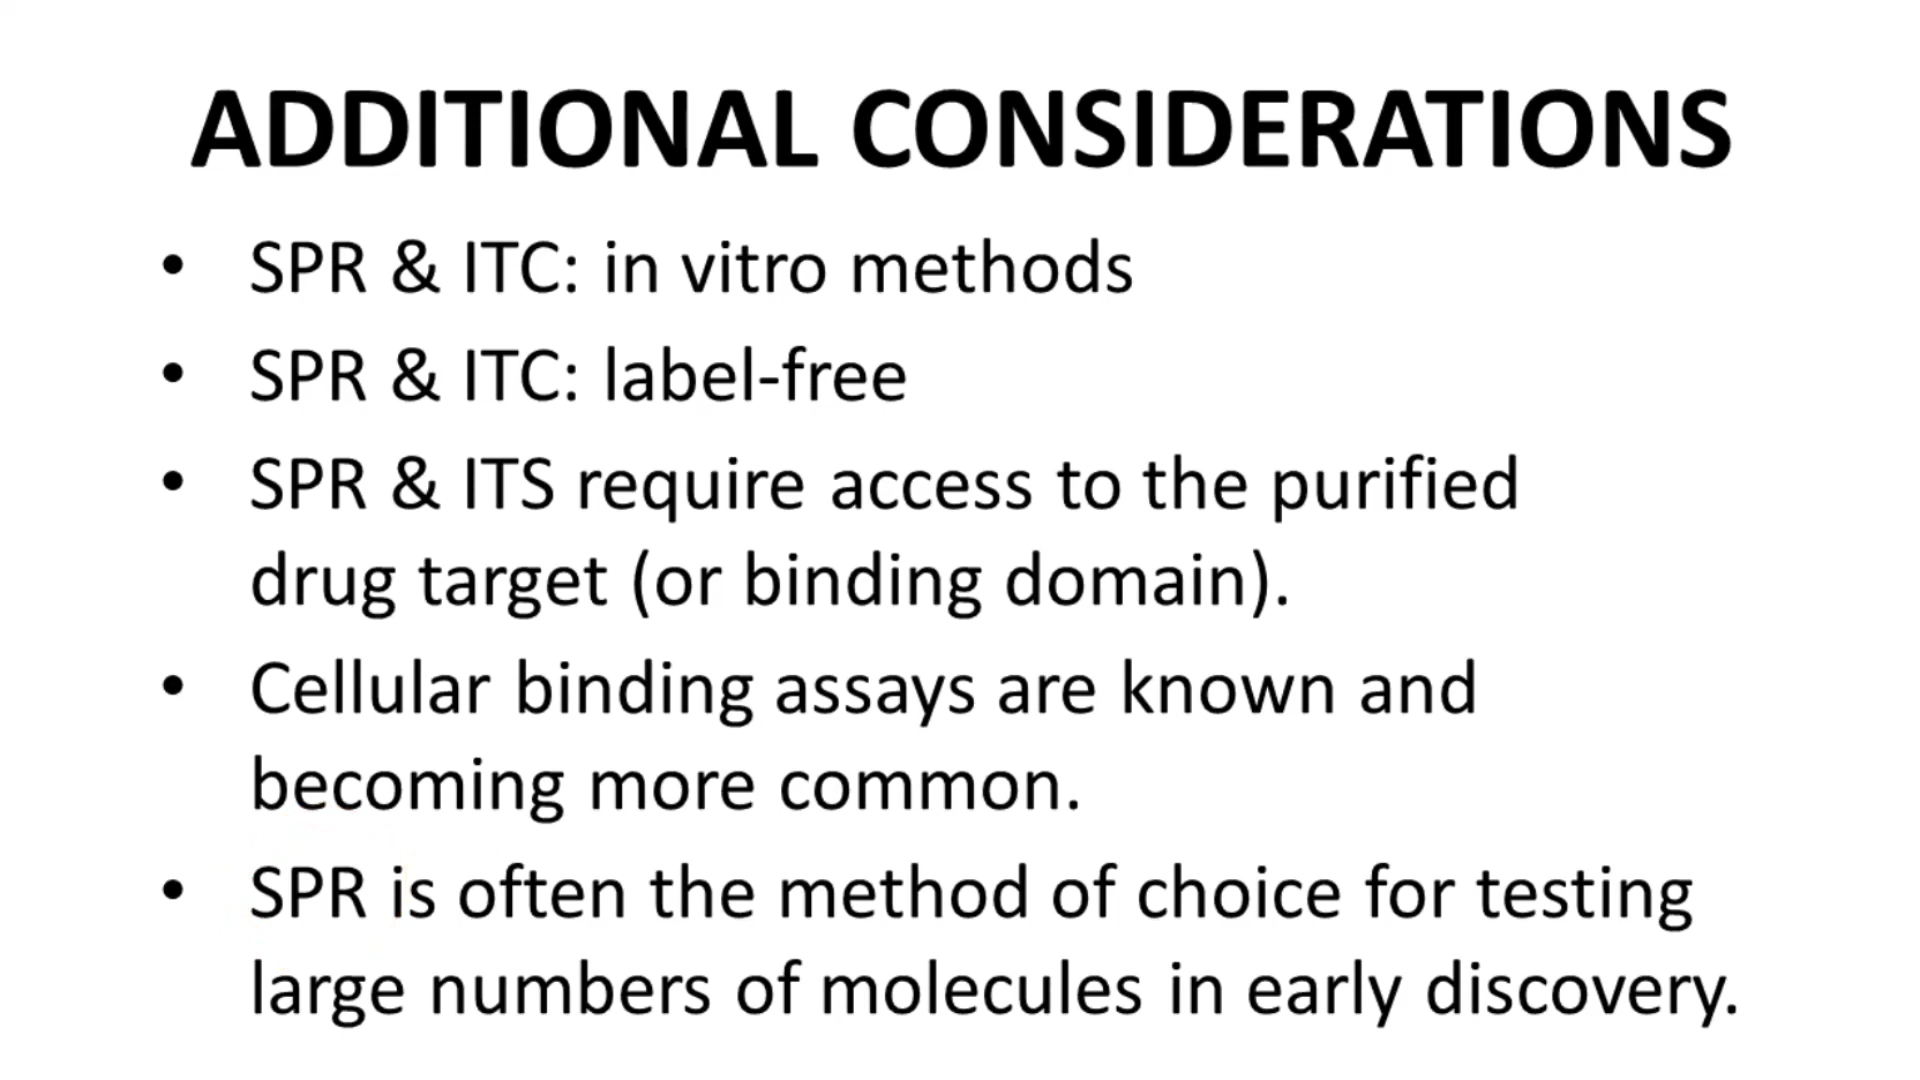 ADDITIONAL CONSIDERATIONS
• SPR & ITC: in vitro methods
• SPR & ITC: label-free
• SPR & ITS require access to the purified
drug target (or binding domain).
• Cellular binding assays are known and
becoming more common.
• SPR is often the method of choice for testing
large numbers of molecules in early discovery.